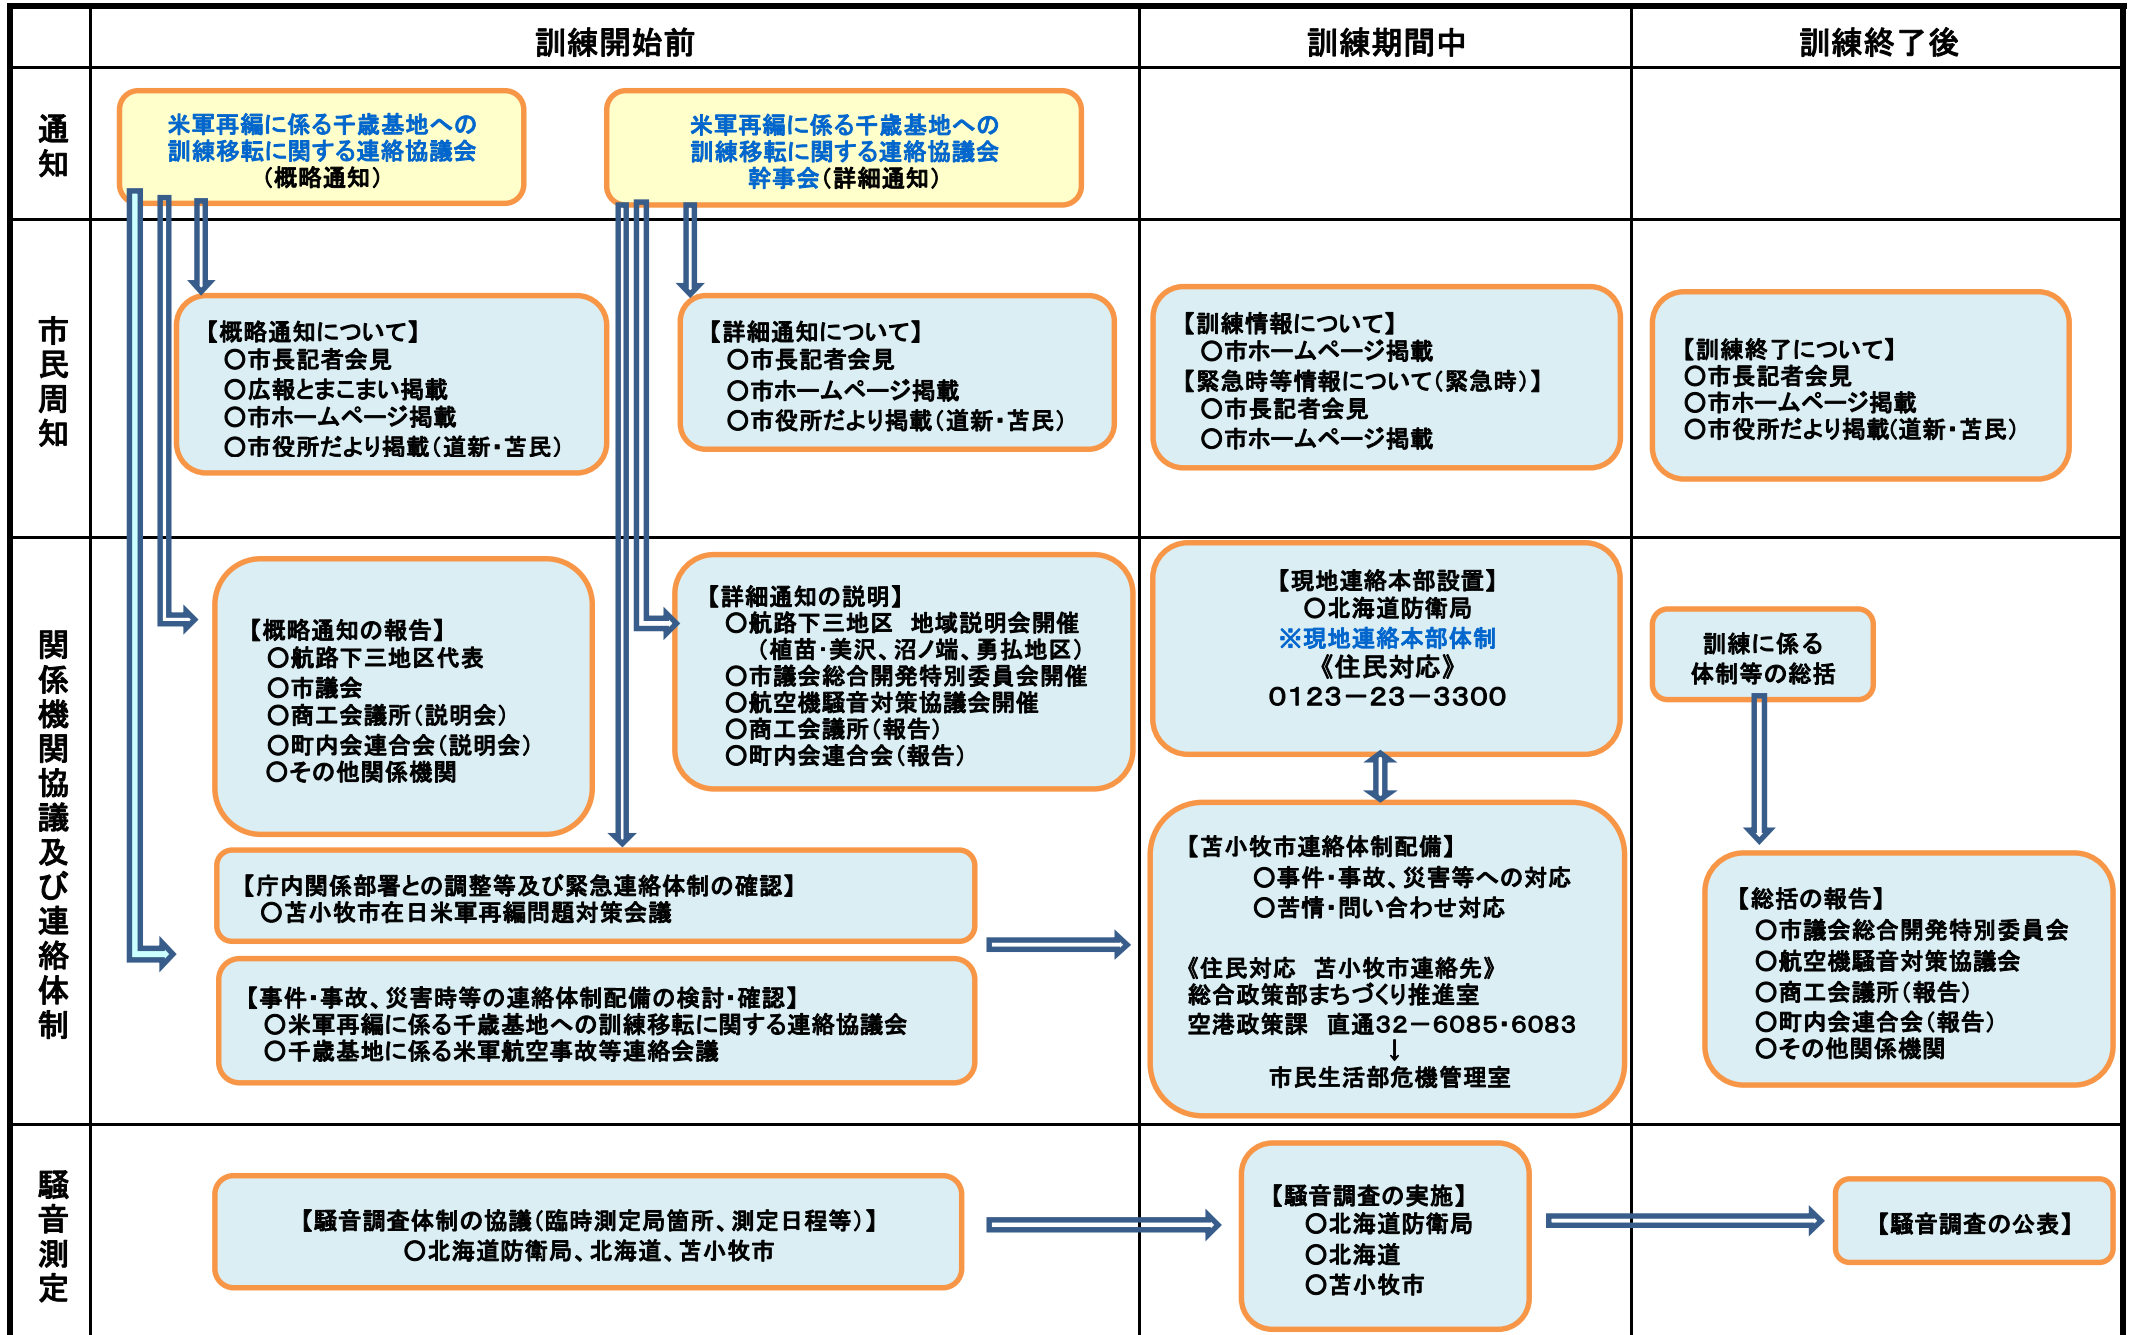 訓練開始前
訓練期間中
訓練終了後
通知
米軍再編に係る千歳基地への
訓練移転に関する連絡協議会
(概略通知)
米軍再編に係る千歳基地への
訓練移転に関する連絡協議会
幹事会(詳細通知)
市民周知
【概略通知について】
○市長記者会見
○広報とまこまい掲載
○市ホームページ掲載
○市役所だより掲載(道新・苫民)
【詳細通知について】
○市長記者会見
○市ホームページ掲載
○市役所だより掲載(道新・苫民)
【訓練情報について】
○市ホームページ掲載
【緊急時等情報について(緊急時)】
○市長記者会見
○市ホームページ掲載
【訓練終了について】
○市長記者会見
○市ホームページ掲載
○市役所だより掲載(道新・苫民)
関係機関協議及び連絡体制
【概略通知の報告】
○航路下三地区代表
○市議会
○商工会議所(説明会)
○町内会連合会(説明会)
○その他関係機関
【詳細通知の説明】
○航路下三地区 地域説明会開催
(植苗・美沢、沼ノ端、勇払地区)
○市議会総合開発特別委員会開催
○航空機騒音対策協議会開催
○商工会議所(報告)
○町内会連合会(報告)
【庁内関係部署との調整等及び緊急連絡体制の確認】
○苫小牧市在日米軍再編問題対策会議
【事件・事故、災害時等の連絡体制配備の検討・確認】
○米軍再編に係る千歳基地への訓練移転に関する連絡協議会
○千歳基地に係る米軍航空事故等連絡会議
【現地連絡本部設置】
○北海道防衛局
※現地連絡本部体制
《住民対応》
0123-23-3300
【苫小牧市連絡体制配備】
○事件・事故、災害等への対応
○苦情・問い合わせ対応
《住民対応 苫小牧市連絡先》
総合政策部まちづくり推進室
空港政策課 直通32-6085・6083
↓
市民生活部危機管理室
訓練に係る
体制等の総括
【総括の報告】
○市議会総合開発特別委員会
○航空機騒音対策協議会
○商工会議所(報告)
○町内会連合会(報告)
○その他関係機関
騒音測定
【騒音調査体制の協議(臨時測定局箇所、測定日程等)】
○北海道防衛局、北海道、苫小牧市
【騒音調査の実施】
○北海道防衛局
○北海道
○苫小牧市
【騒音調査の公表】